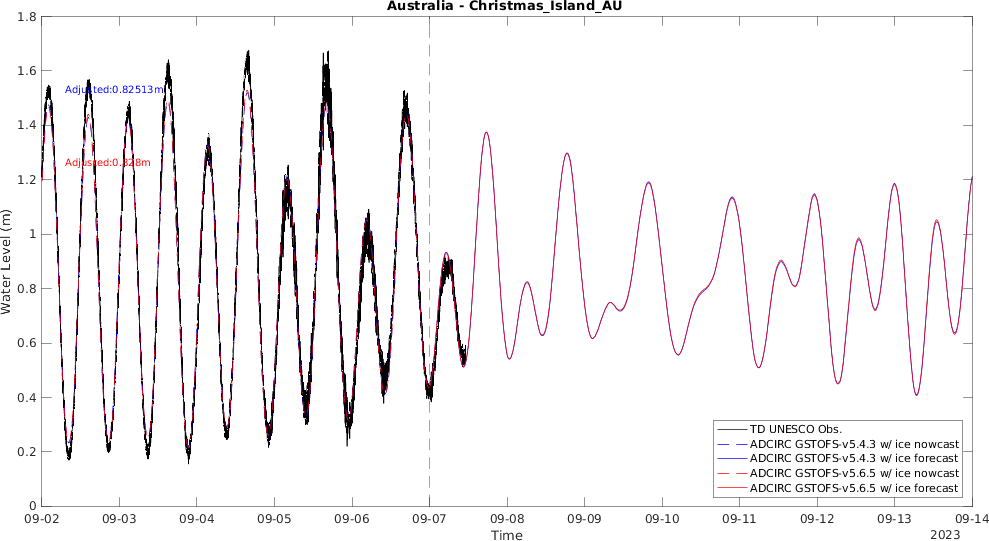 Australia - Christmas_Island_AU
1.8
1.6
1.4
1.2
1
0.8
0.6
0.4
0.2
0
Water Level (m)
Adjusted:0.82513m
Adjusted:0.828m
TD UNESCO Obs.
ADCIRC GSTOFS-v5.4.3 w/ ice nowcast
ADCIRC GSTOFS-v5.4.3 w/ ice forecast
ADCIRC GSTOFS-v5.6.5 w/ ice nowcast
ADCIRC GSTOFS-v5.6.5 w/ ice forecast
09-02 09-03 09-04 09-05 09-06 09-07 09-08 09-09 09-10 09-11 09-12 09-13 09-14
Time
2023